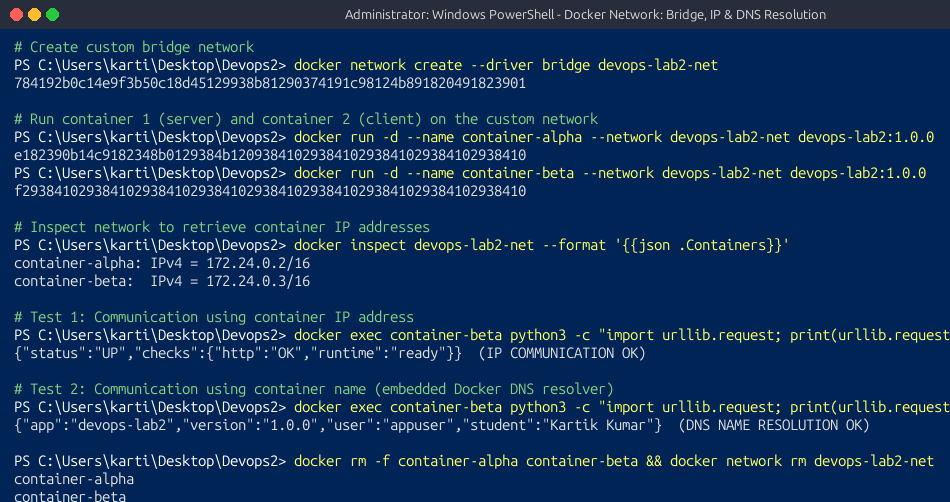 Administrator: Windows PowerShell - Docker Network: Bridge, IP & DNS Resolution
# Create custom bridge network
PS C:\Users\karti\Desktop\Devops2> docker network create --driver bridge devops-lab2-net
784192b0c14e9f3b50c18d45129938b81290374191c98124b891820491823901
# Run container 1 (server) and container 2 (client) on the custom network
PS C:\Users\karti\Desktop\Devops2> docker run -d --name container-alpha --network devops-lab2-net devops-lab2:1.0.0
e182390b14c9182348b0129384b1209384102938410293841029384102938410
PS C:\Users\karti\Desktop\Devops2> docker run -d --name container-beta --network devops-lab2-net devops-lab2:1.0.0
f293841029384102938410293841029384102938410293841029384102938410
# Inspect network to retrieve container IP addresses
PS C:\Users\karti\Desktop\Devops2> docker inspect devops-lab2-net --format '{{json .Containers}}'
container-alpha: IPv4 = 172.24.0.2/16
container-beta:  IPv4 = 172.24.0.3/16
# Test 1: Communication using container IP address
PS C:\Users\karti\Desktop\Devops2> docker exec container-beta python3 -c "import urllib.request; print(urllib.request
{"status":"UP","checks":{"http":"OK","runtime":"ready"}}  (IP COMMUNICATION OK)
# Test 2: Communication using container name (embedded Docker DNS resolver)
PS C:\Users\karti\Desktop\Devops2> docker exec container-beta python3 -c "import urllib.request; print(urllib.request
{"app":"devops-lab2","version":"1.0.0","user":"appuser","student":"Kartik Kumar"}  (DNS NAME RESOLUTION OK)
PS C:\Users\karti\Desktop\Devops2> docker rm -f container-alpha container-beta && docker network rm devops-lab2-net
container-alpha
container-beta